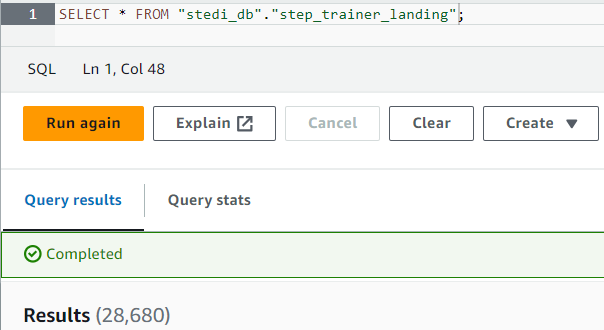 1 SELECT * FROM "stedi_db"."step_trainer_landing";
SQL Ln 1, Col 48
Run again Explain Cancel Clear Create
Query results Query stats
Completed
Results (28,680)